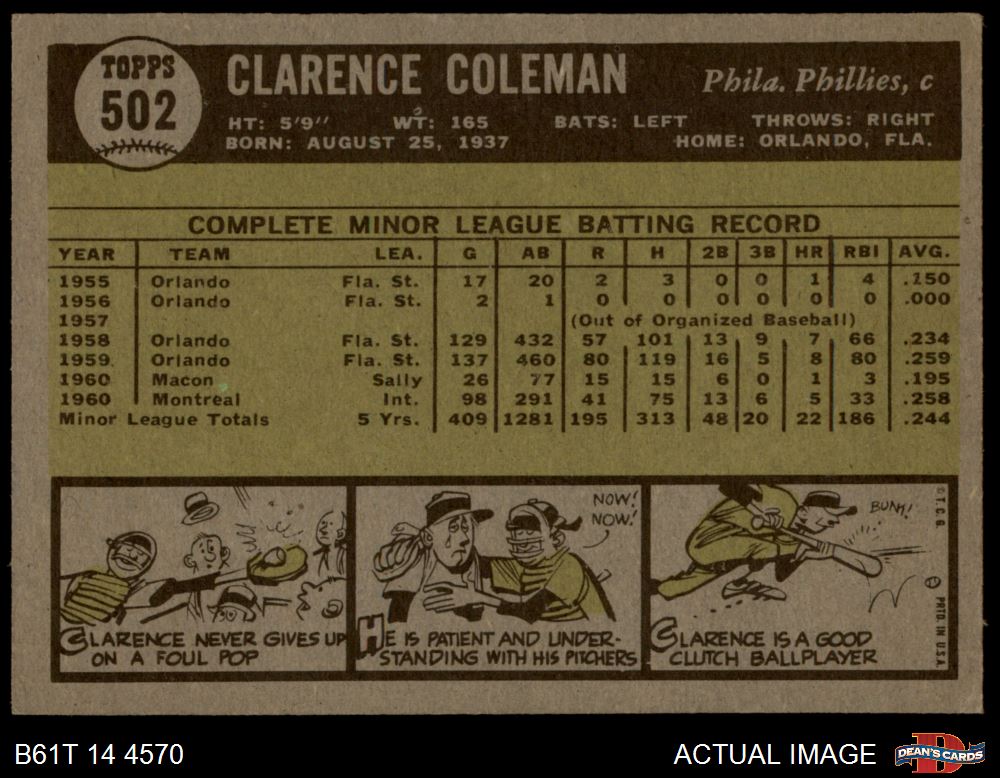 TOPPS
502
CLARENCE COLEMAN
Phila. Phillies, c
HT: 5'9" WT: 165 BATS: LEFT THROWS: RIGHT
BORN: AUGUST 25, 1937 HOME: ORLANDO, FLA.
COMPLETE MINOR LEAGUE BATTING RECORD
YEAR TEAM LEA. G AB R H 2B 3B HR RBI AVG.
1955 Orlando Fla. St. 17 20 2 3 0 0 1 4 .150
1956 Orlando Fla. St. 2 1 0 0 0 0 0 0 .000
1957 (Out of Organized Baseball)
1958 Orlando Fla. St. 129 432 57 101 13 9 7 66 .234
1959 Orlando Fla. St. 137 460 80 119 16 5 8 80 .259
1960 Macon Sally 26 77 15 15 6 0 1 3 .195
1960 Montreal Int. 98 291 41 75 13 6 5 33 .258
Minor League Totals 5 Yrs. 409 1281 195 313 48 20 22 186 .244
CLARENCE NEVER GIVES UP
ON A FOUL POP
NOW!
NOW!
HE IS PATIENT AND UNDER-
STANDING WITH HIS PITCHERS
BUNK!
CLARENCE IS A GOOD
CLUTCH BALLPLAYER
© T.C.G. PRTD. IN U.S.A.
B61T 14 4570
ACTUAL IMAGE
DEAN'S CARDS